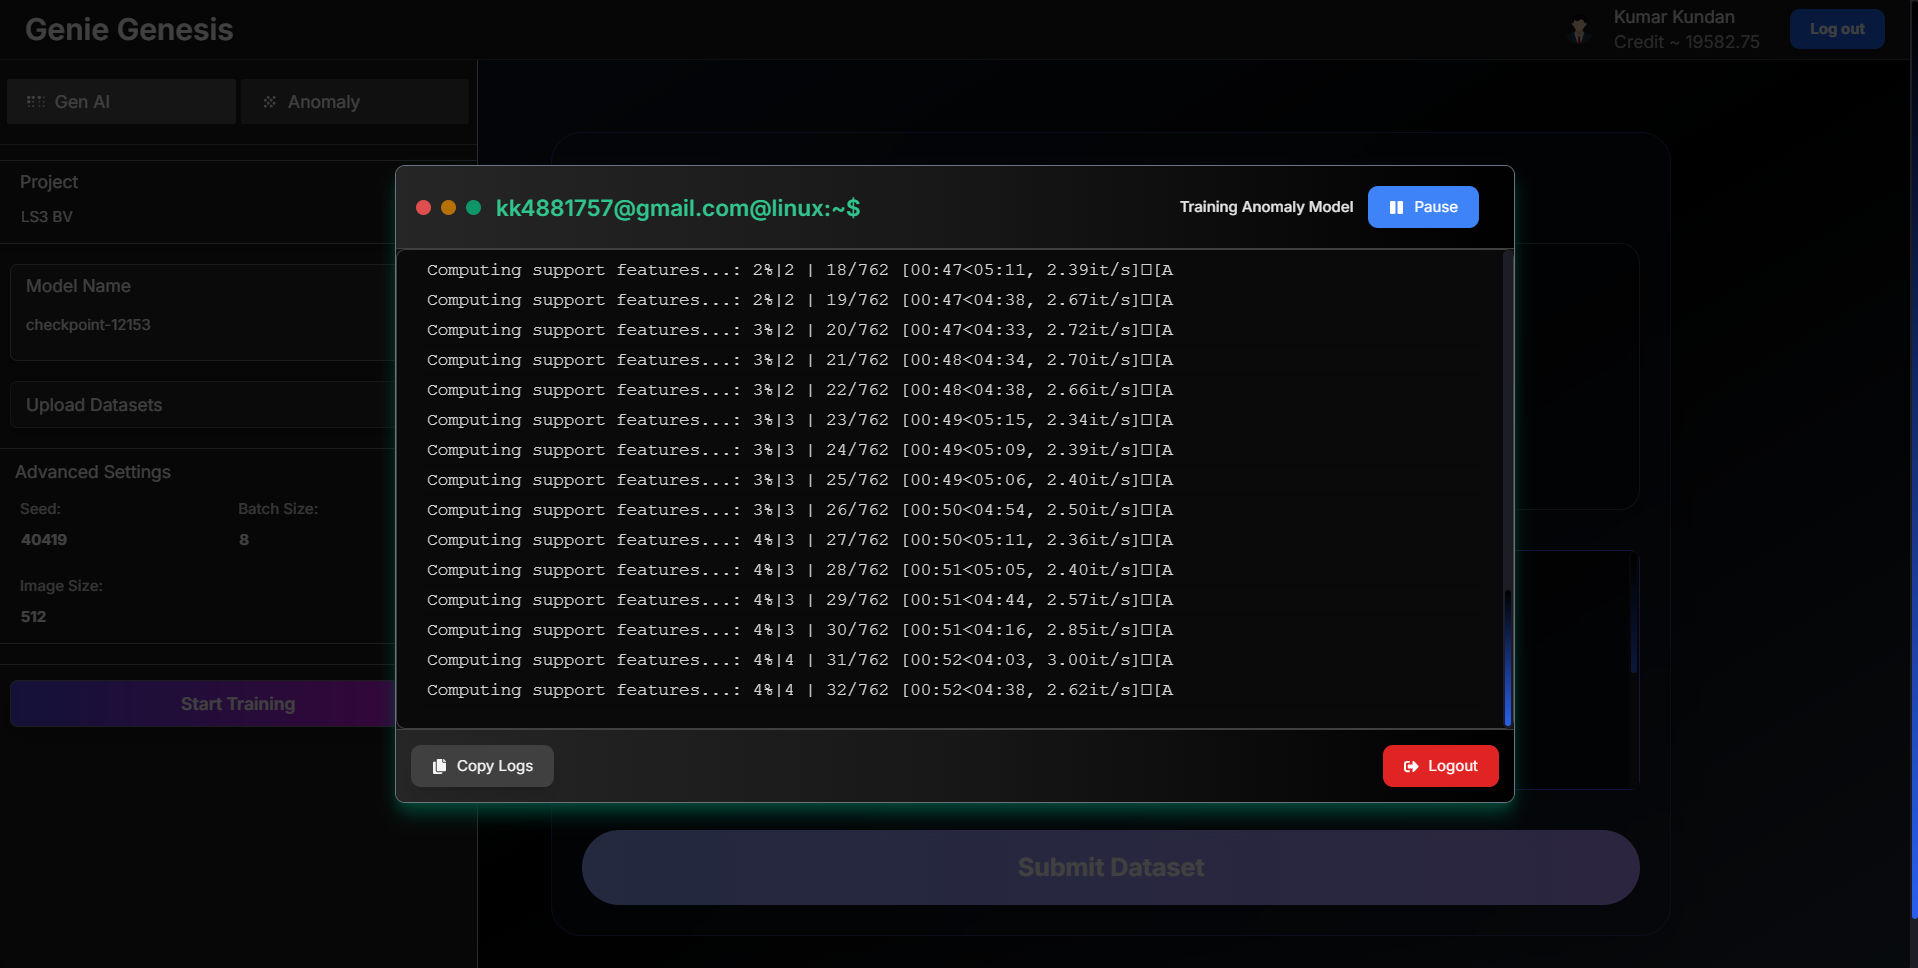 Genie Genesis
Kumar Kundan
Credit ~ 19582.75
Log out
Gen AI
Anomaly
Project
LS3 BV
Model Name
checkpoint-12153
Upload Datasets
Advanced Settings
Seed:
Batch Size:
40419
8
Image Size:
512
Start Training
kk4881757@gmail.com@linux:~$
Training Anomaly Model
Pause
Computing support features...: 2%|2 | 18/762 [00:47<05:11, 2.39it/s]□[A
Computing support features...: 2%|2 | 19/762 [00:47<04:38, 2.67it/s]□[A
Computing support features...: 3%|2 | 20/762 [00:47<04:33, 2.72it/s]□[A
Computing support features...: 3%|2 | 21/762 [00:48<04:34, 2.70it/s]□[A
Computing support features...: 3%|2 | 22/762 [00:48<04:38, 2.66it/s]□[A
Computing support features...: 3%|3 | 23/762 [00:49<05:15, 2.34it/s]□[A
Computing support features...: 3%|3 | 24/762 [00:49<05:09, 2.39it/s]□[A
Computing support features...: 3%|3 | 25/762 [00:49<05:06, 2.40it/s]□[A
Computing support features...: 3%|3 | 26/762 [00:50<04:54, 2.50it/s]□[A
Computing support features...: 4%|3 | 27/762 [00:50<05:11, 2.36it/s]□[A
Computing support features...: 4%|3 | 28/762 [00:51<05:05, 2.40it/s]□[A
Computing support features...: 4%|3 | 29/762 [00:51<04:44, 2.57it/s]□[A
Computing support features...: 4%|3 | 30/762 [00:51<04:16, 2.85it/s]□[A
Computing support features...: 4%|4 | 31/762 [00:52<04:03, 3.00it/s]□[A
Computing support features...: 4%|4 | 32/762 [00:52<04:38, 2.62it/s]□[A
Copy Logs
Logout
Submit Dataset